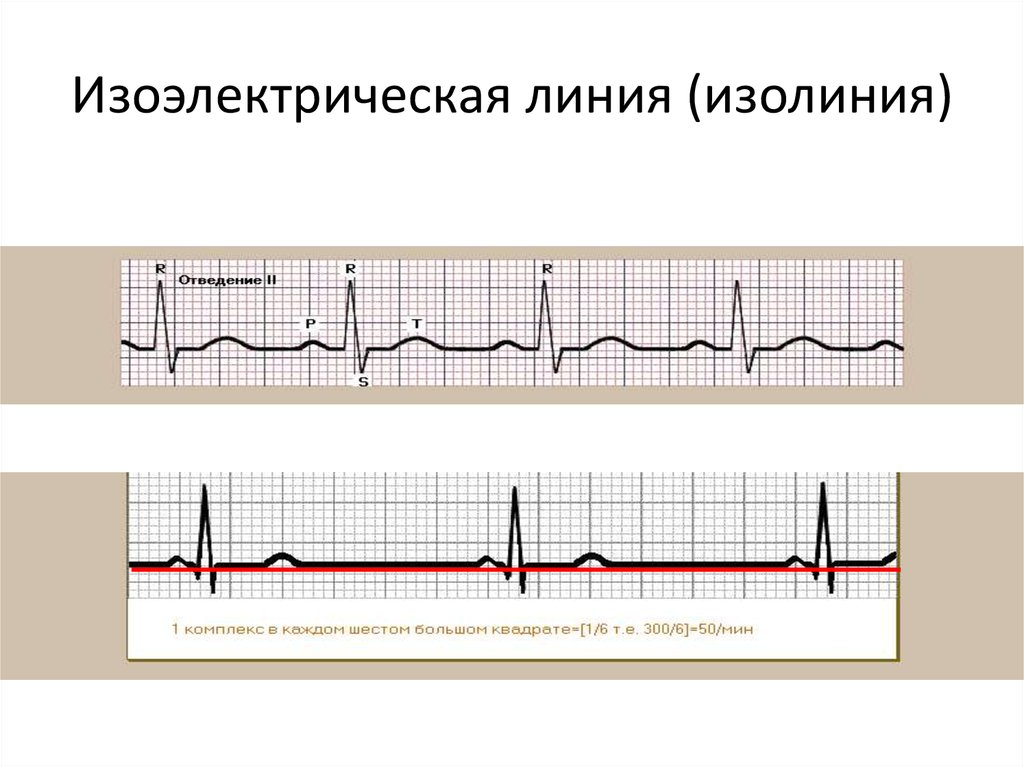 Изоэлектрическая линия (изолиния)
R R R
Отведение II
P T
S
1 комплекс в каждом шестом большом квадрате=[1/6 т.е. 300/6]=50/мин